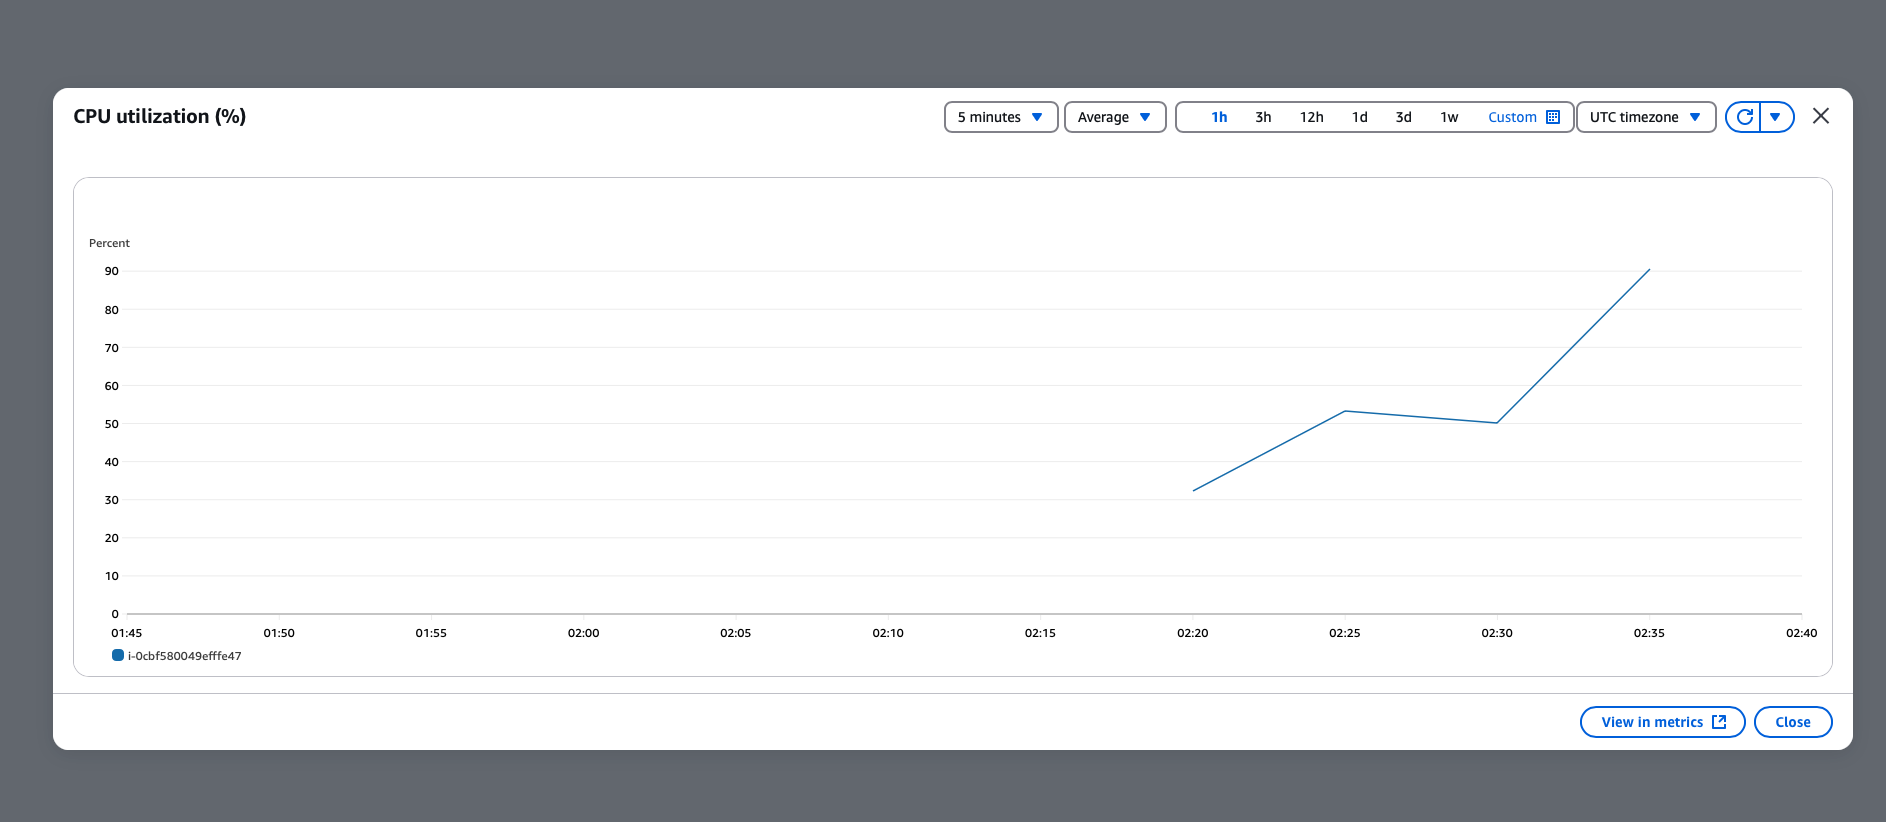 CPU utilization (%)
5 minutes Average 1h 3h 12h 1d 3d 1w Custom UTC timezone
Percent
90
80
70
60
50
40
30
20
10
0
01:45 01:50 01:55 02:00 02:05 02:10 02:15 02:20 02:25 02:30 02:35 02:40
i-0cbf580049efffe47
View in metrics Close